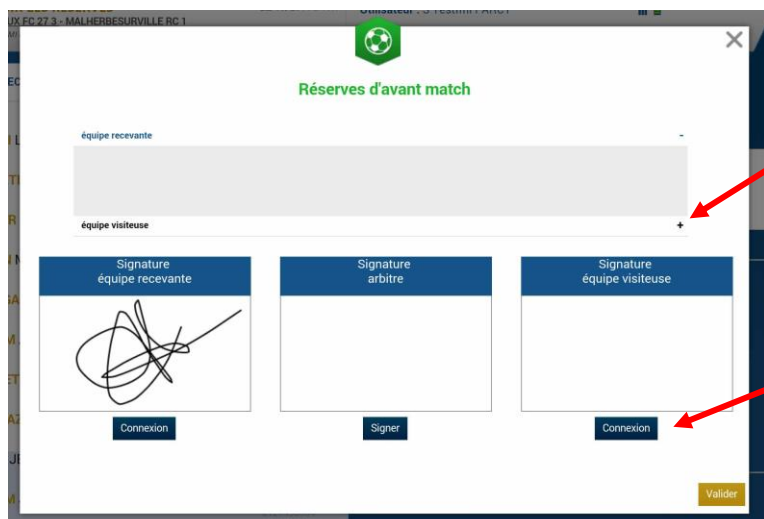 UX FC 27 3 - MALHERBESURVILLE RC 1
Réserves d'avant match
équipe recevante -
équipe visiteuse +
Signature
équipe recevante
Signature
arbitre
Signature
équipe visiteuse
Connexion
Signer
Connexion
Valider